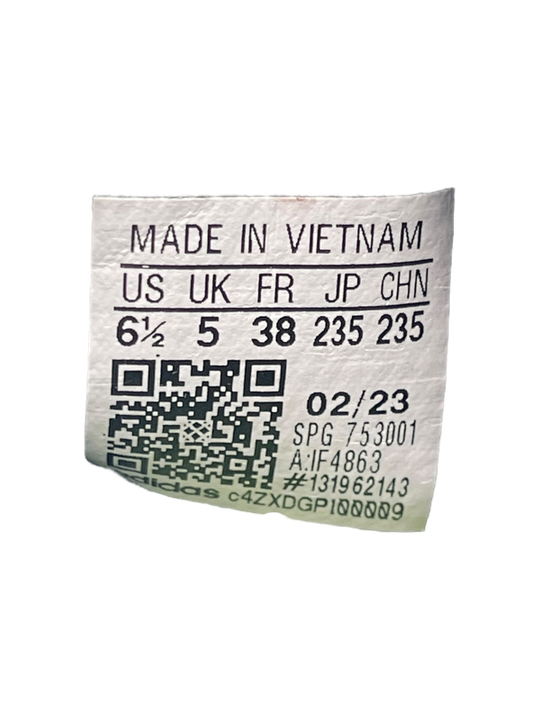 MADE IN VIETNAM
US UK FR JP CHN
6½ 5 38 235 235
02/23
SPG 753001
A:IF4863
#131962143
adidas c4ZXDGPI00009